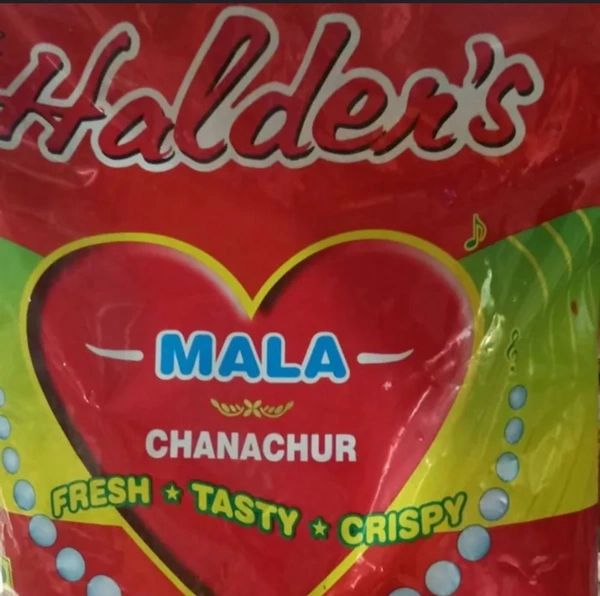 Halder's
MALA
CHANACHUR
FRESH ★ TASTY ★ CRISPY